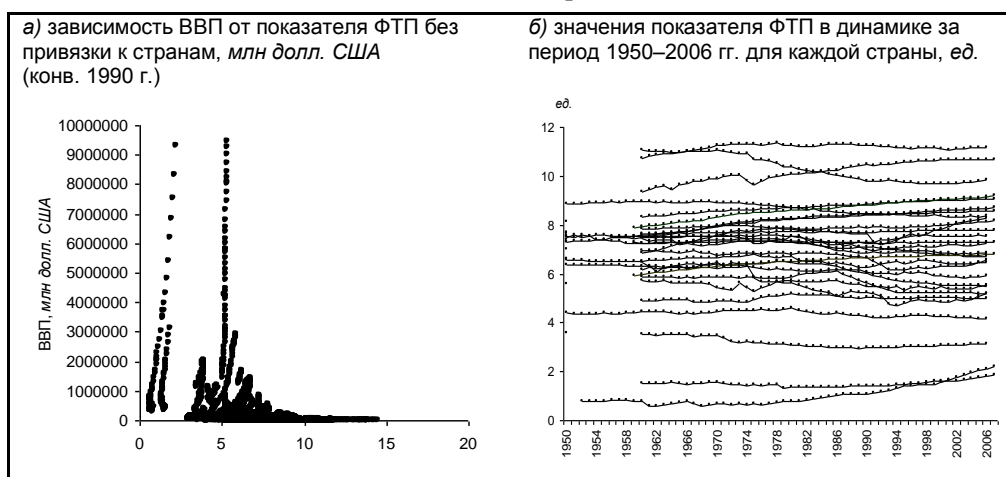 а) зависимость ВВП от показателя ФТП без
привязки к странам, млн долл. США
(конв. 1990 г.)
10000000
9000000
8000000
7000000
6000000
5000000
4000000
3000000
2000000
1000000
0
ВВП, млн долл. США
0 5 10 15 20
б) значения показателя ФТП в динамике за
период 1950–2006 гг. для каждой страны, ед.
ед.
12
10
8
6
4
2
0
1950 1954 1958 1962 1966 1970 1974 1978 1982 1986 1990 1994 1998 2002 2006